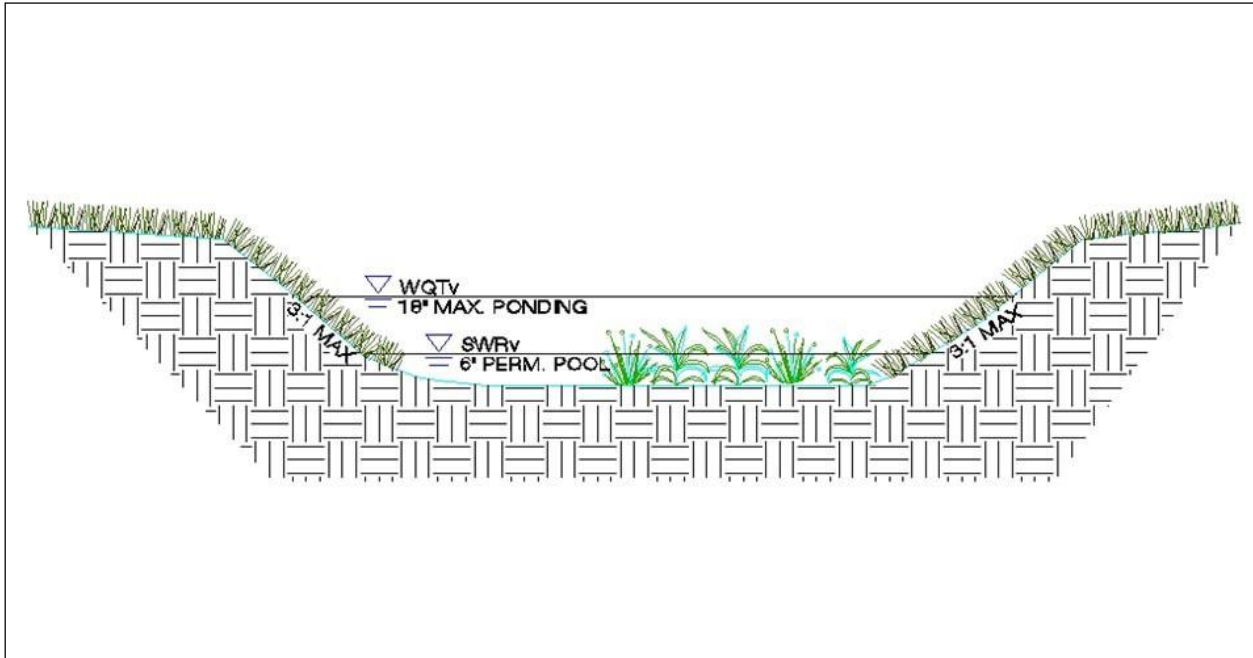 WQTv
18" MAX. PONDING
3:1 MAX
3:1 MAX
SWRv
6" PERM. POOL